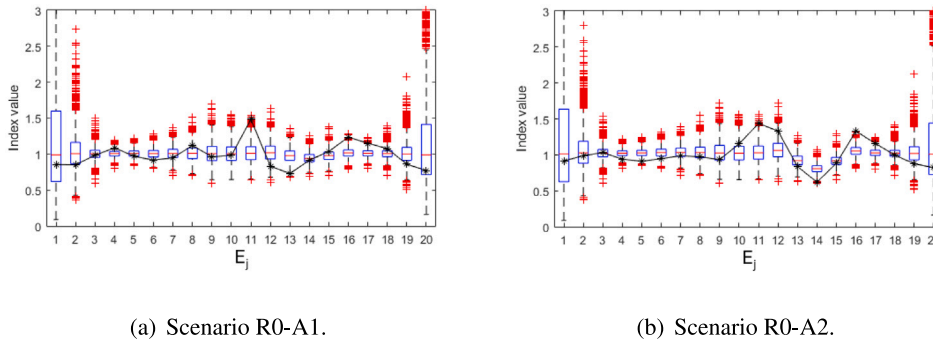 3
2.5
2
1.5
1
0.5
0
Index value
1 2 3 4 5 6 7 8 9 10 11 12 13 14 15 16 17 18 19 20
E_j
(a) Scenario R0-A1.
3
2.5
2
1.5
1
0.5
0
Index value
1 2 3 4 5 6 7 8 9 10 11 12 13 14 15 16 17 18 19 2
E_j
(b) Scenario R0-A2.